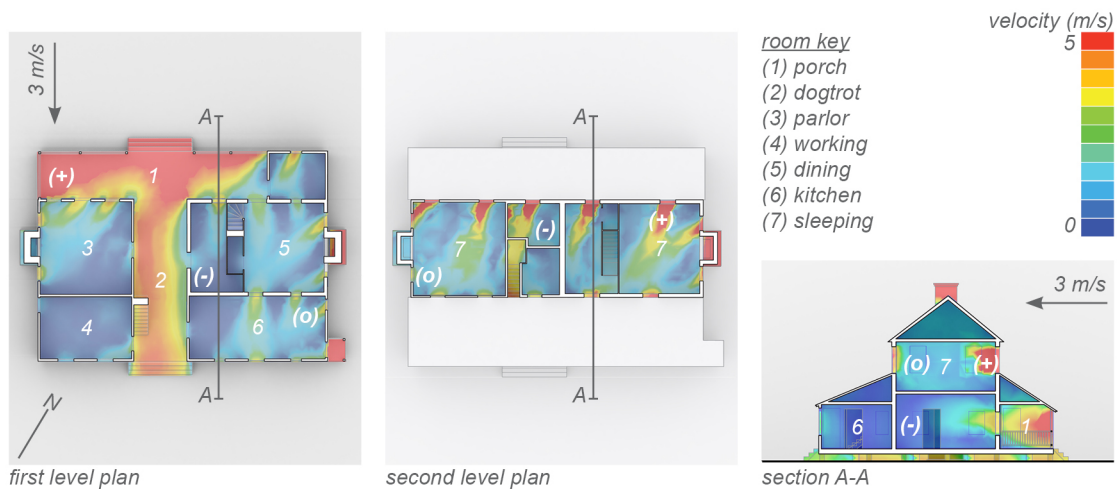 3 m/s
A
(+)
1
3
2
5
(-)
4
6
(o)
A
N
first level plan
A
(-)
(+)
7
7
(o)
A
second level plan
room key
(1) porch
(2) dogtrot
(3) parlor
(4) working
(5) dining
(6) kitchen
(7) sleeping
velocity (m/s)
5
0
3 m/s
(o) 7 (+)
6
(-)
1
section A-A